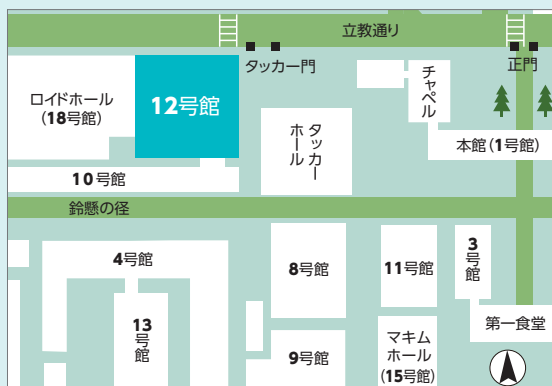 立教通り
タッカー門
正門
ロイドホール
(18号館)
12号館
チャペル
タッカー
ホール
本館(1号館)
10号館
鈴懸の径
4号館
8号館
11号館
3号館
13号館
9号館
マキム
ホール
(15号館)
第一食堂